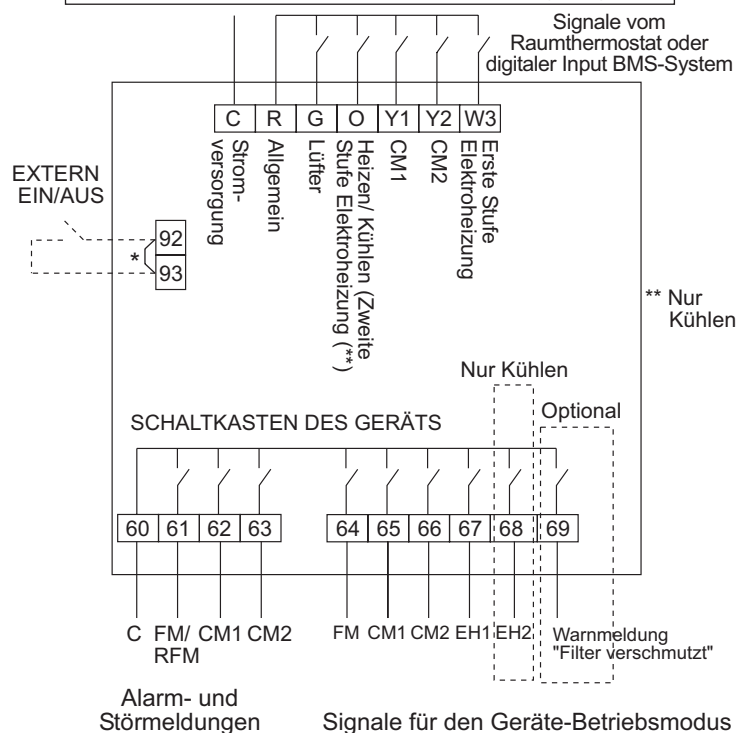 Signale vom
Raumthermostat oder
digitaler Input BMS-System
C R G O Y1 Y2 W3
Strom-
versorgung
Allgemein
Lüfter
Heizen/ Kühlen (Zweite
Stufe Elektroheizung (**)
CM1
CM2
Erste Stufe
Elektroheizung
EXTERN
EIN/AUS
92
*
93
** Nur
Kühlen
Nur Kühlen
Optional
SCHALTKASTEN DES GERÄTS
60 61 62 63 64 65 66 67 68 69
C FM/ CM1 CM2 FM CM1 CM2 EH1 EH2 Warnmeldung
RFM "Filter verschmutzt"
Alarm- und
Störmeldungen
Signale für den Geräte-Betriebsmodus